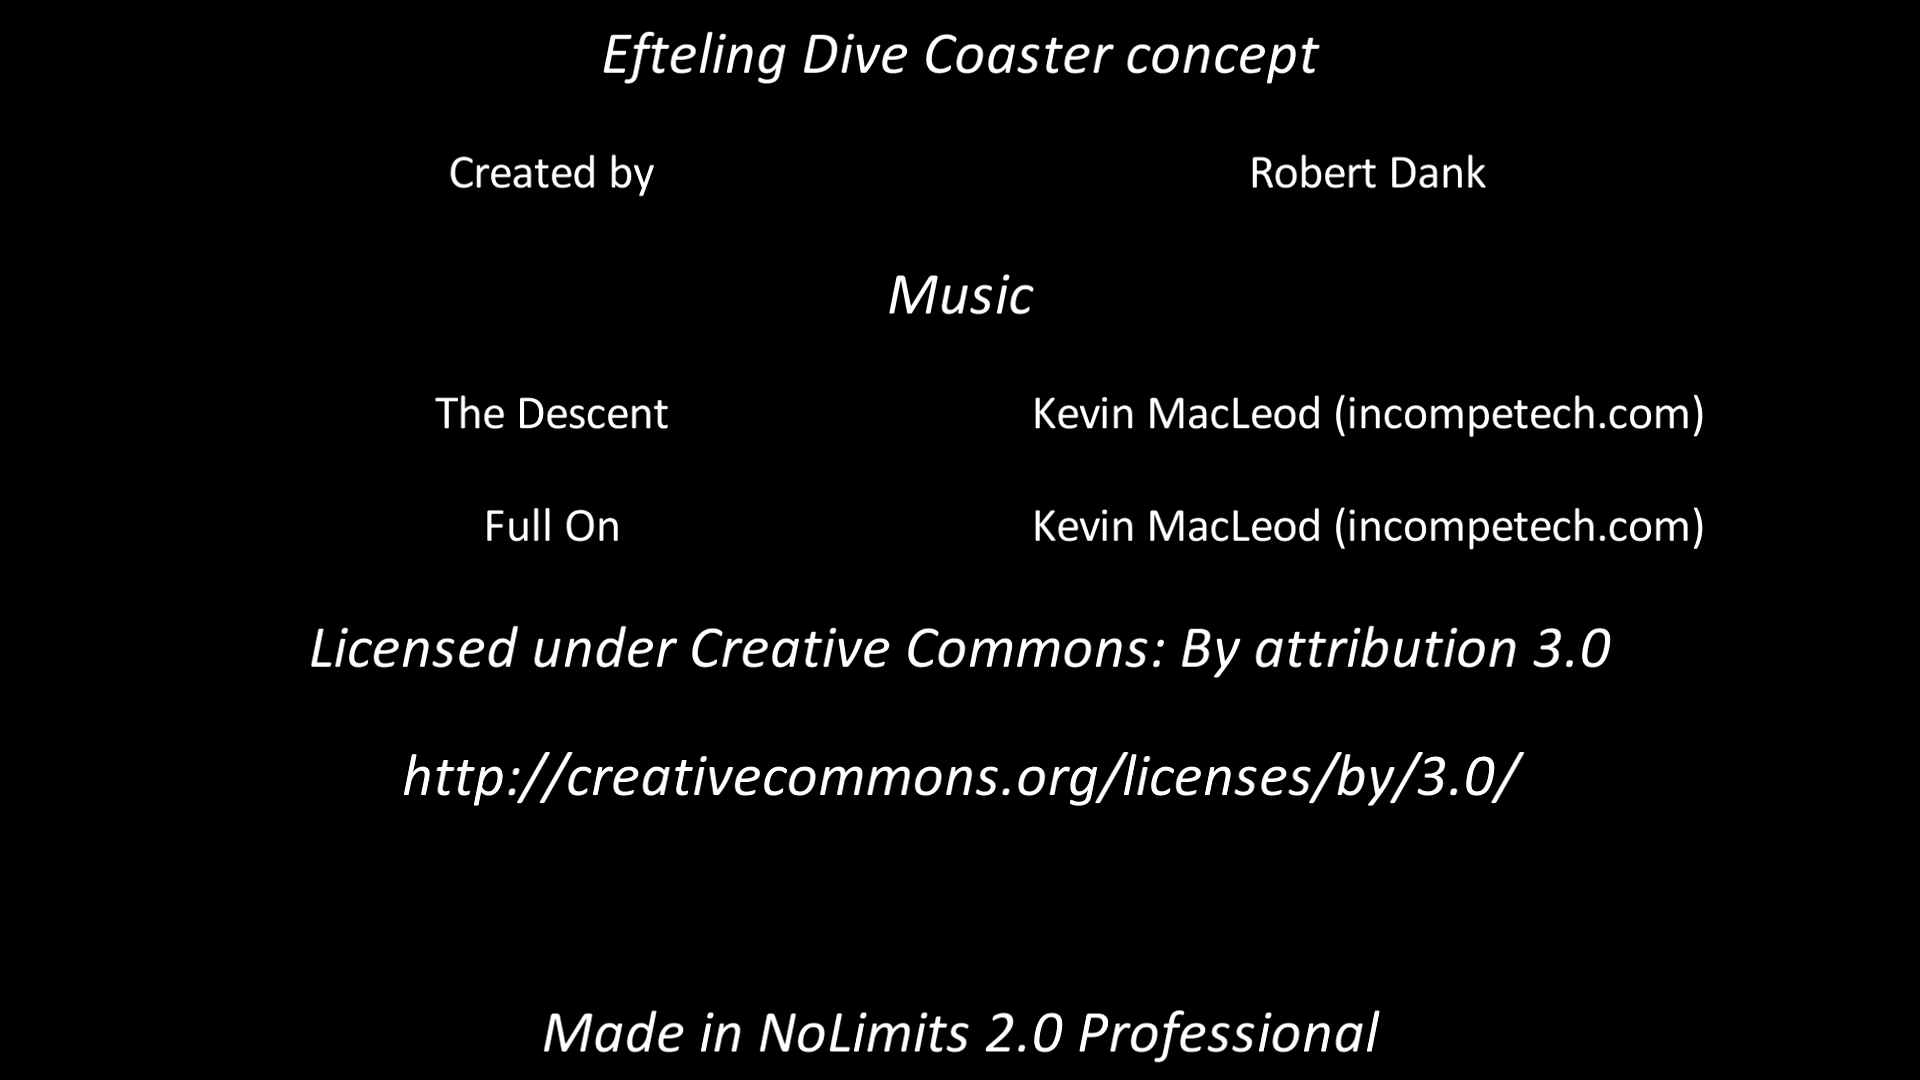 Efteling Dive Coaster concept
Created by Robert Dank
Music
The Descent Kevin MacLeod (incompetech.com)
Full On Kevin MacLeod (incompetech.com)
Licensed under Creative Commons: By attribution 3.0
http://creativecommons.org/licenses/by/3.0/
Made in NoLimits 2.0 Professional